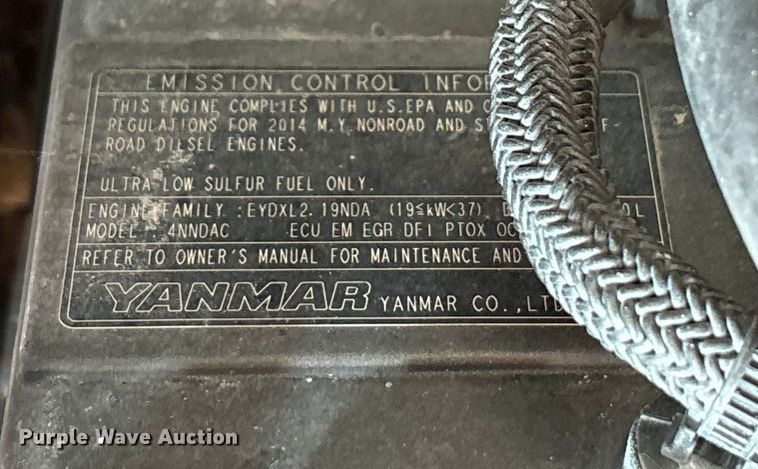 EMISSION CONTROL INFOR
THIS ENGINE COMPLIES WITH U.S.EPA AND C
REGULATIONS FOR 2014 M.Y. NONROAD AND S F-
ROAD DIESEL ENGINES.
ULTRA LOW SULFUR FUEL ONLY.
ENGINE FAMILY :EYDXL2.19NDA (19≦kW<37) D OL
MODEL : 4NNDAC ECU EM EGR DFI PTOX OC
REFER TO OWNER'S MANUAL FOR MAINTENANCE AND
YANMAR YANMAR CO.,LTD
Purple Wave Auction